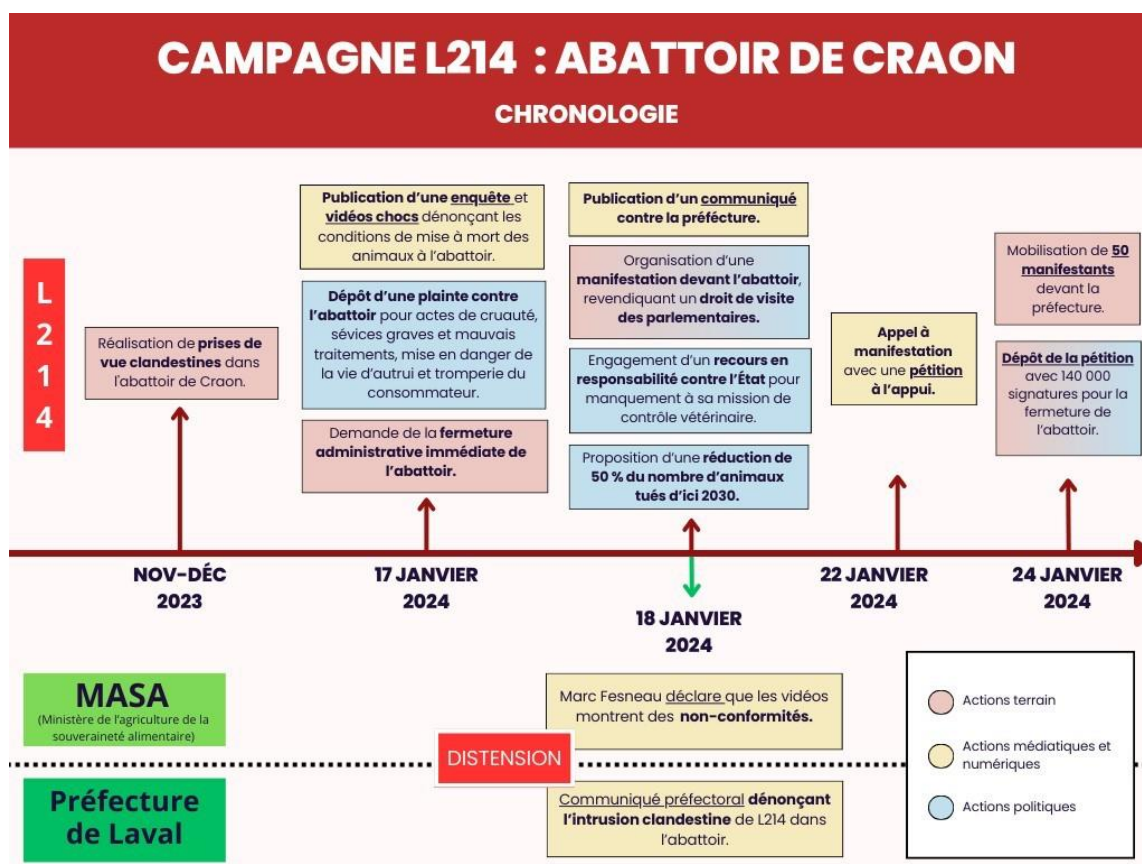 CAMPAGNE L214 : ABATTOIR DE CRAON
CHRONOLOGIE
L
2
1
4
Réalisation de prises de
vue clandestines dans
l'abattoir de Craon.
Publication d'une enquête et
vidéos chocs dénonçant les
conditions de mise à mort des
animaux à l'abattoir.
Dépôt d'une plainte contre
l'abattoir pour actes de cruauté,
sévices graves et mauvais
traitements, mise en danger de
la vie d'autrui et tromperie du
consommateur.
Demande de la fermeture
administrative immédiate de
l'abattoir.
Publication d'un communiqué
contre la préfécture.
Organisation d'une
manifestation devant l'abattoir,
revendiquant un droit de visite
des parlementaires.
Engagement d'un recours en
responsabilité contre l'État pour
manquement à sa mission de
contrôle vétérinaire.
Proposition d'une réduction de
50 % du nombre d'animaux
tués d'ici 2030.
Appel à
manifestation
avec une pétition
à l'appui.
Mobilisation de 50
manifestants
devant la
préfecture.
Dépôt de la pétition
avec 140 000
signatures pour la
fermeture de
l'abattoir.
NOV-DÉC
2023
17 JANVIER
2024
18 JANVIER
2024
22 JANVIER
2024
24 JANVIER
2024
MASA
(Ministère de l'agriculture de la
souveraineté alimentaire)
Marc Fesneau déclare que les vidéos
montrent des non-conformités.
DISTENSION
Préfecture
de Laval
Communiqué préfectoral dénonçant
l'intrusion clandestine de L214 dans
l'abattoir.
Actions terrain
Actions médiatiques et
numériques
Actions politiques